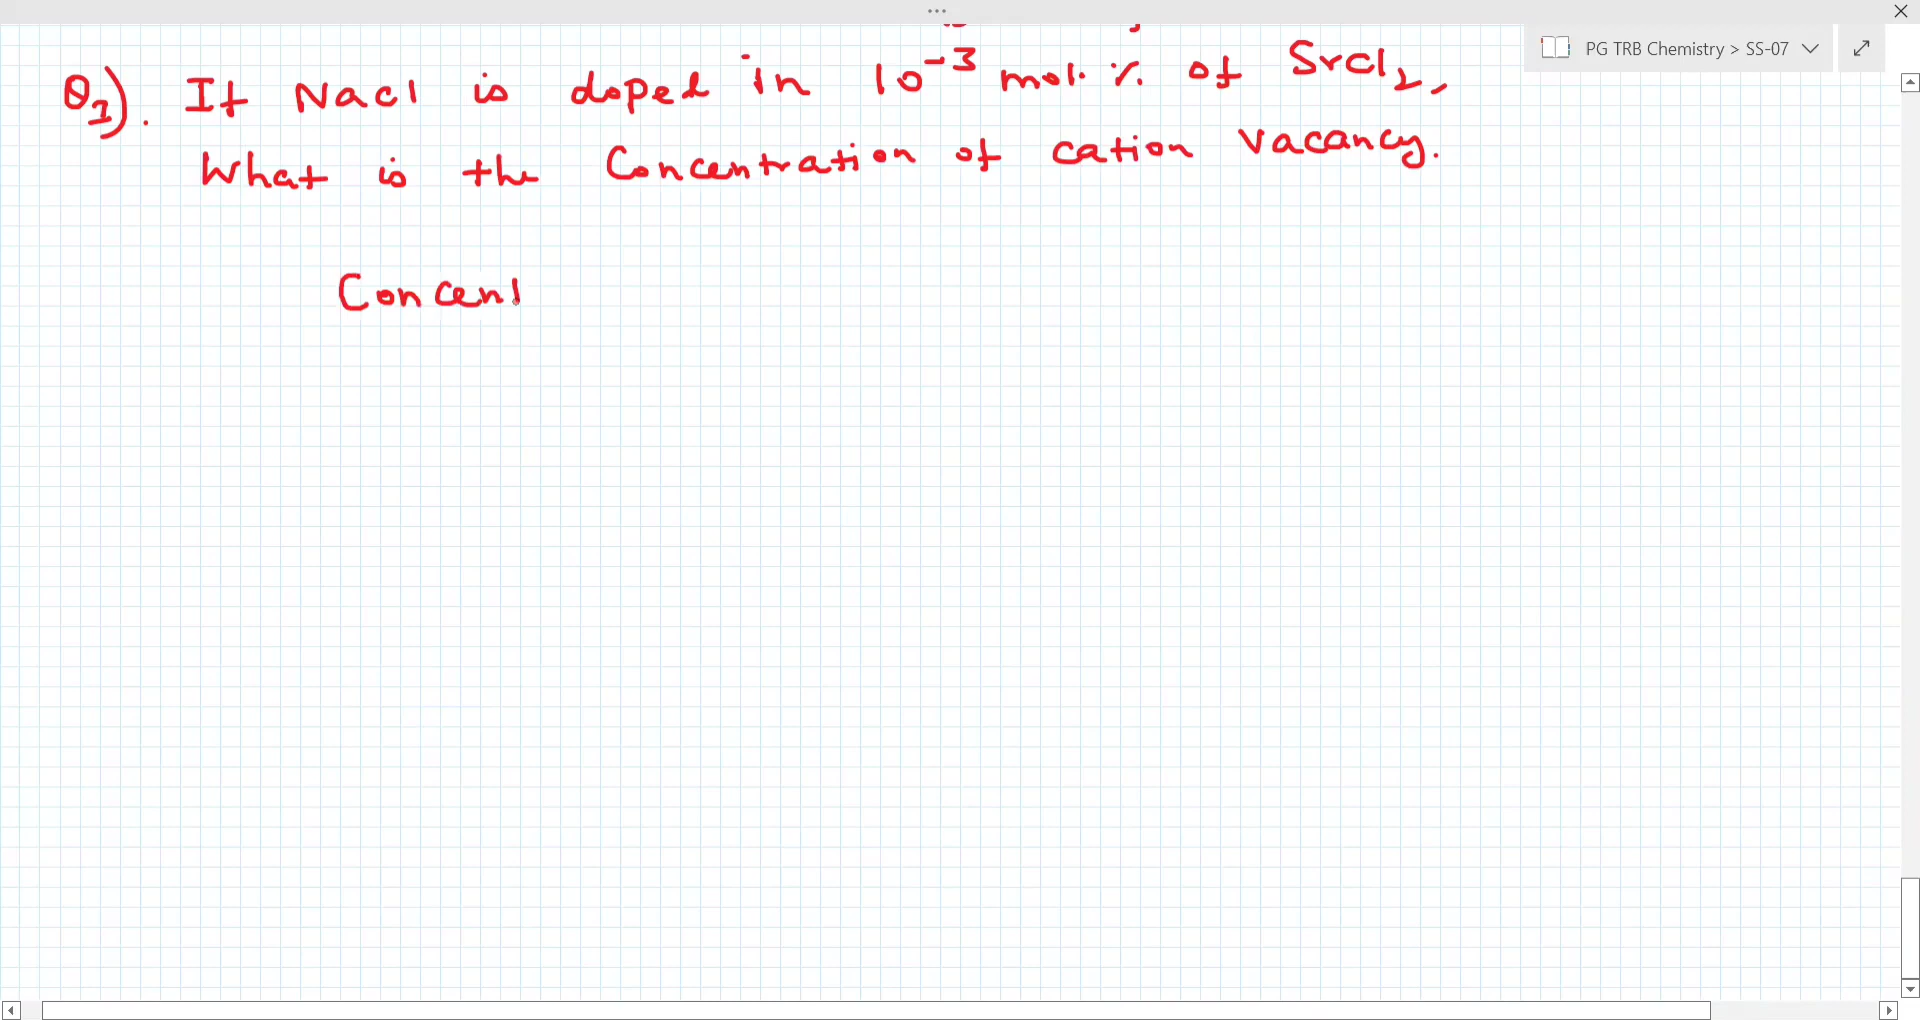 PG TRB Chemistry > SS-07
Q1). If NaCl is doped in 10⁻³ mol. % of SrCl₂,
What is the Concentration of cation vacancy.
Concent